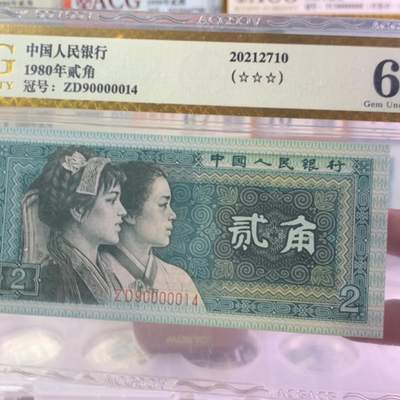 中国人民银行
1980年贰角
冠号: ZD90000014
20212710
(☆☆☆)
6
Gem Unc
G
TY
中国人民银行
贰角
2
ZD90000014
2